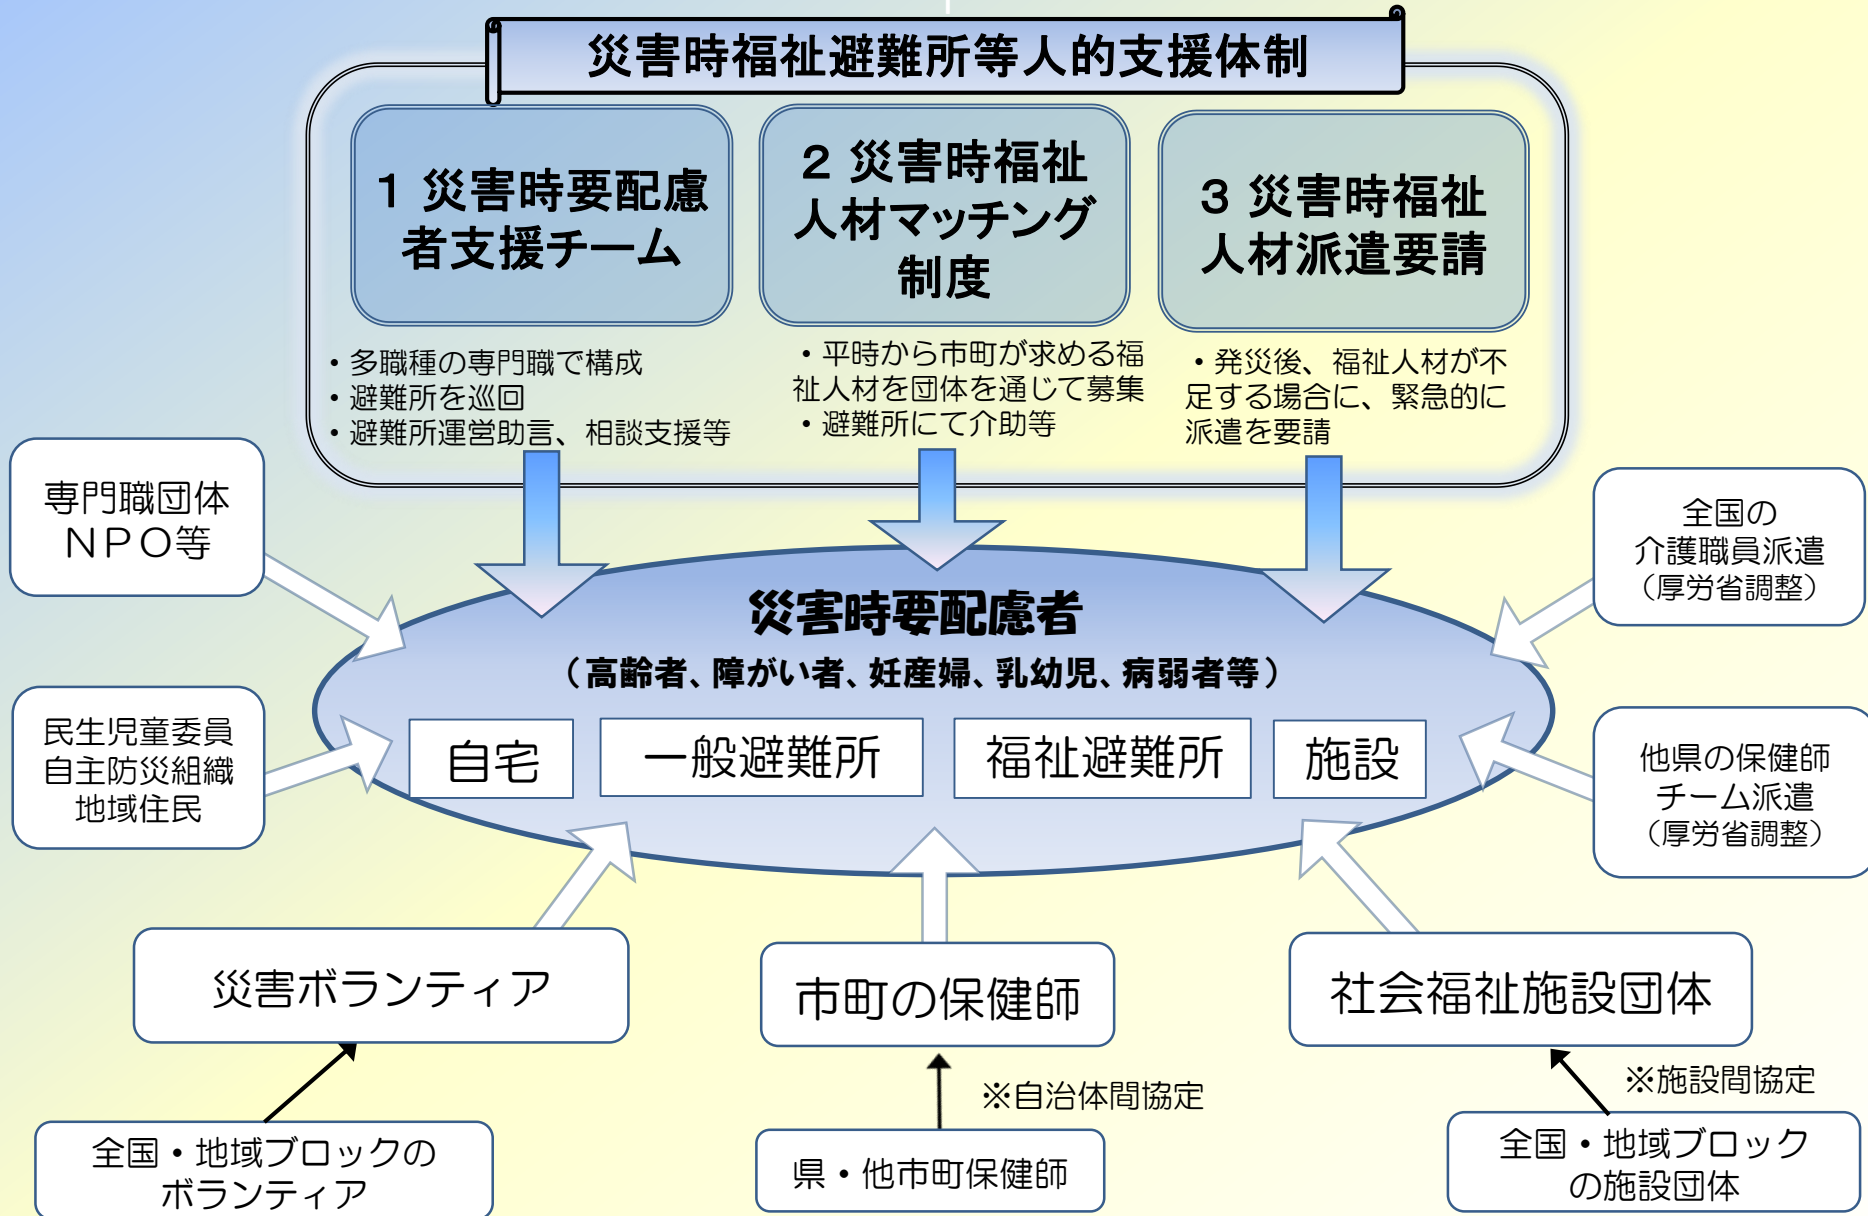 災害時福祉避難所等人的支援体制
1 災害時要配慮
者支援チーム
2 災害時福祉
人材マッチング
制度
3 災害時福祉
人材派遣要請
・多職種の専門職で構成
・避難所を巡回
・避難所運営助言、相談支援等
・平時から市町が求める福
祉人材を団体を通じて募集
・避難所にて介助等
・発災後、福祉人材が不
足する場合に、緊急的に
派遣を要請
専門職団体
NPO等
全国の
介護職員派遣
(厚労省調整)
災害時要配慮者
(高齢者、障がい者、妊産婦、乳幼児、病弱者等)
民生児童委員
自主防災組織
地域住民
自宅
一般避難所
福祉避難所
施設
他県の保健師
チーム派遣
(厚労省調整)
災害ボランティア
市町の保健師
社会福祉施設団体
※自治体間協定
※施設間協定
全国・地域ブロックの
ボランティア
県・他市町保健師
全国・地域ブロック
の施設団体